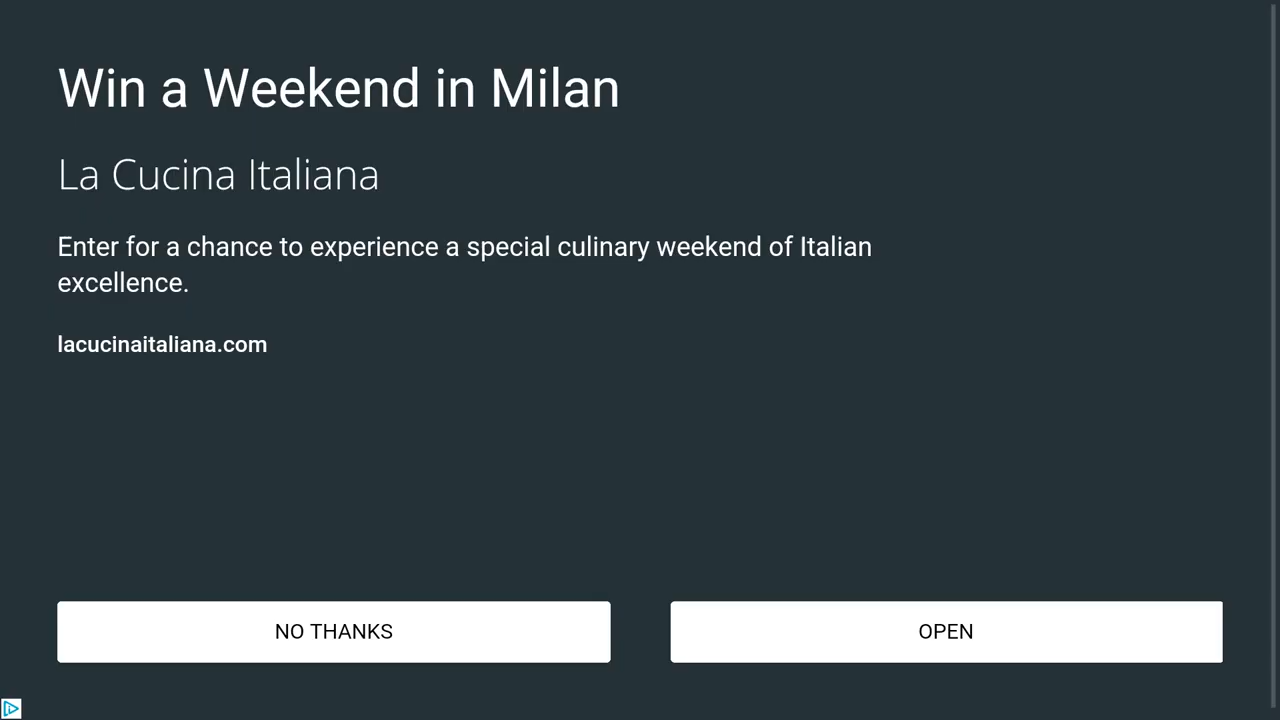 Win a Weekend in Milan
La Cucina Italiana
Enter for a chance to experience a special culinary weekend of Italian
excellence.
lacucinaitaliana.com
NO THANKS
OPEN